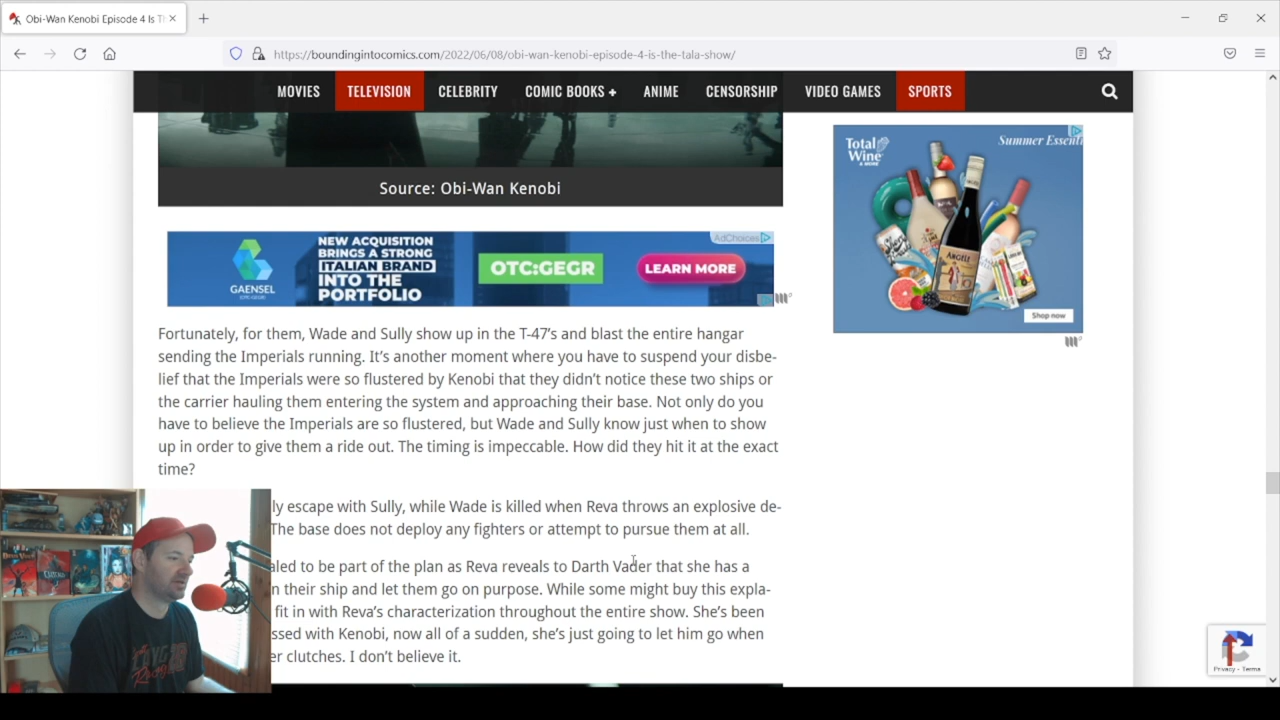 Obi-Wan Kenobi Episode 4 Is Th
https://boundingintocomics.com/2022/06/08/obi-wan-kenobi-episode-4-is-the-tala-show/
MOVIES TELEVISION CELEBRITY COMIC BOOKS + ANIME CENSORSHIP VIDEO GAMES SPORTS
Source: Obi-Wan Kenobi
Total
Wine
& MORE
Summer Essenti
Shop now
GAENSEL
NEW ACQUISITION
BRINGS A STRONG
ITALIAN BRAND
INTO THE
PORTFOLIO
OTC:GEGR
LEARN MORE
AdChoices
Fortunately, for them, Wade and Sully show up in the T-47's and blast the entire hangar
sending the Imperials running. It's another moment where you have to suspend your disbe-
lief that the Imperials were so flustered by Kenobi that they didn't notice these two ships or
the carrier hauling them entering the system and approaching their base. Not only do you
have to believe the Imperials are so flustered, but Wade and Sully know just when to show
up in order to give them a ride out. The timing is impeccable. How did they hit it at the exact
time?
ly escape with Sully, while Wade is killed when Reva throws an explosive de-
The base does not deploy any fighters or attempt to pursue them at all.
aled to be part of the plan as Reva reveals to Darth Vader that she has a
n their ship and let them go on purpose. While some might buy this expla-
fit in with Reva's characterization throughout the entire show. She's been
ssed with Kenobi, now all of a sudden, she's just going to let him go when
er clutches. I don't believe it.
Privacy - Terms